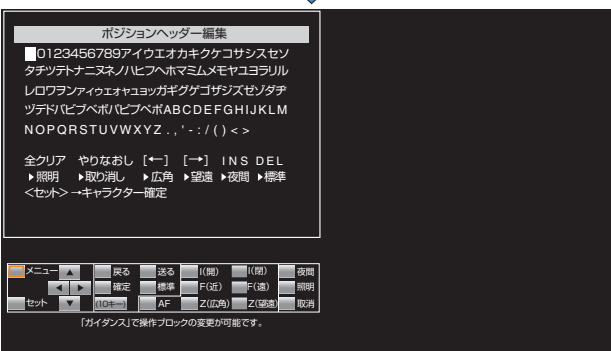 ポジションヘッダー編集
0123456789アイウエオカキクケコサシスセソ
タチツテトナニヌネノハヒフヘホマミムメモヤユヨラリル
レロワヲンァィゥェォャュョッガギグゲゴザジズゼゾダヂ
ヅデドバビブベボパピプペポABCDEFGHIJKLM
NOPQRSTUVWXYZ.,'-:/()<>
全クリア やりなおし [←] [→] INS DEL
▶照明 ▶取り消し ▶広角 ▶望遠 ▶夜間 ▶標準
<セット>→キャラクター確定
メニュー ▲ 戻る 送る I(開) I(閉) 夜間
◀ ▶ 確定 標準 F(近) F(遠) 照明
セット ▼ (10キー) AF Z(広角) Z(望遠) 取消
「ガイダンス」で操作ブロックの変更が可能です。